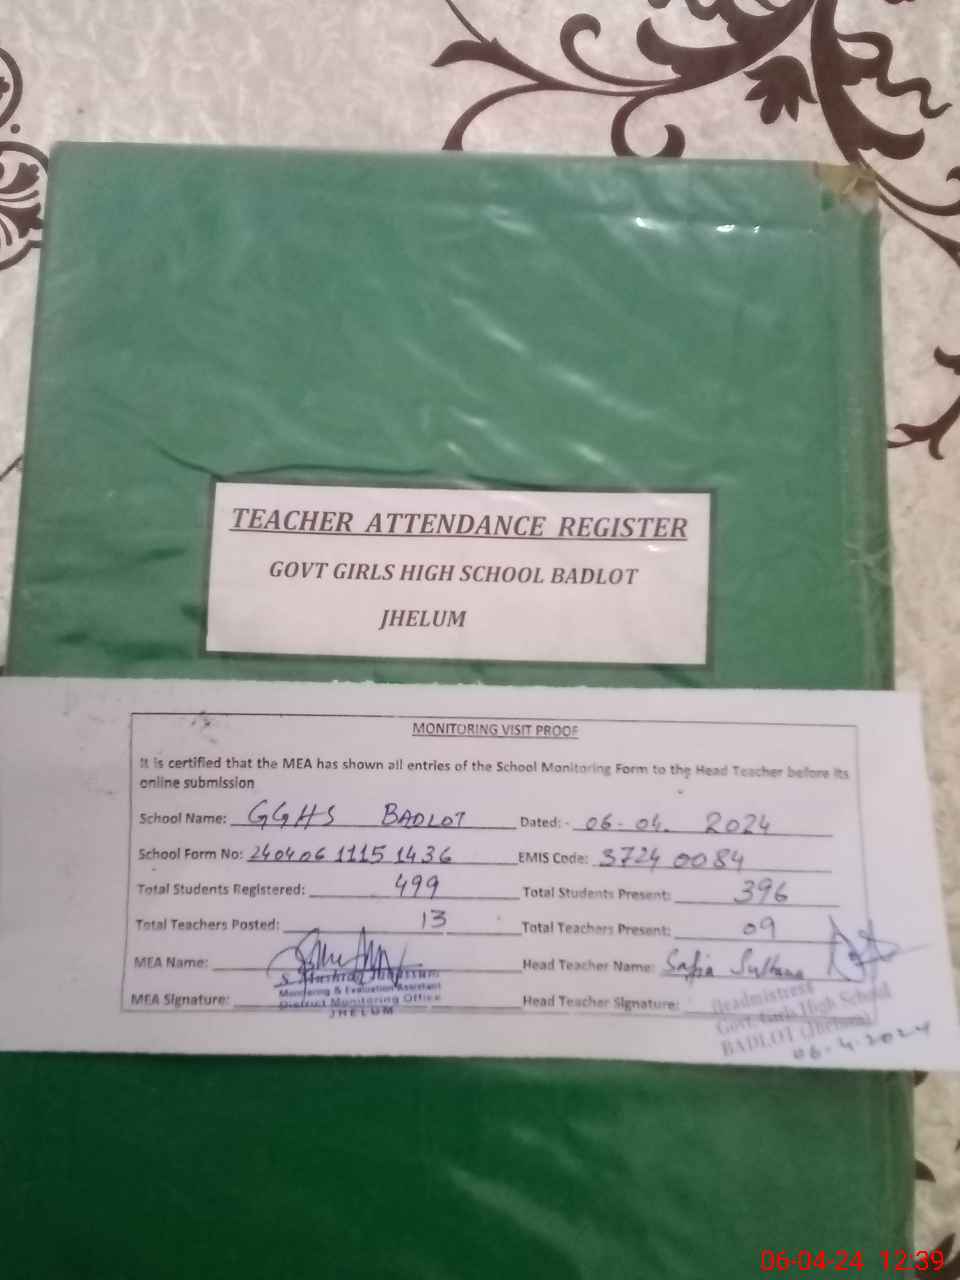 TEACHER ATTENDANCE REGISTER
GOVT GIRLS HIGH SCHOOL BADLOT
JHELUM
MONITORING VISIT PROOF
It is certified that the MEA has shown all entries of the School Monitoring Form to the Head Teacher before its
online submission
School Name: GGHS BADLOT Dated: - 06-04. 2024
School Form No: 240406 1115 1436 EMIS Code: 3724 0084
Total Students Registered: 499 Total Students Present: 396
Total Teachers Posted: 13 Total Teachers Present: 09
MEA Name: Head Teacher Name: Safia Sultana
Monitoring & Evaluation Assistant
MEA Signature: District Monitoring Office Head Teacher Signature:
JHELUM
Headmistress
Govt. Girls High School
BADLOT (Jhelum)
06-4-2024
06-04-24 12:39